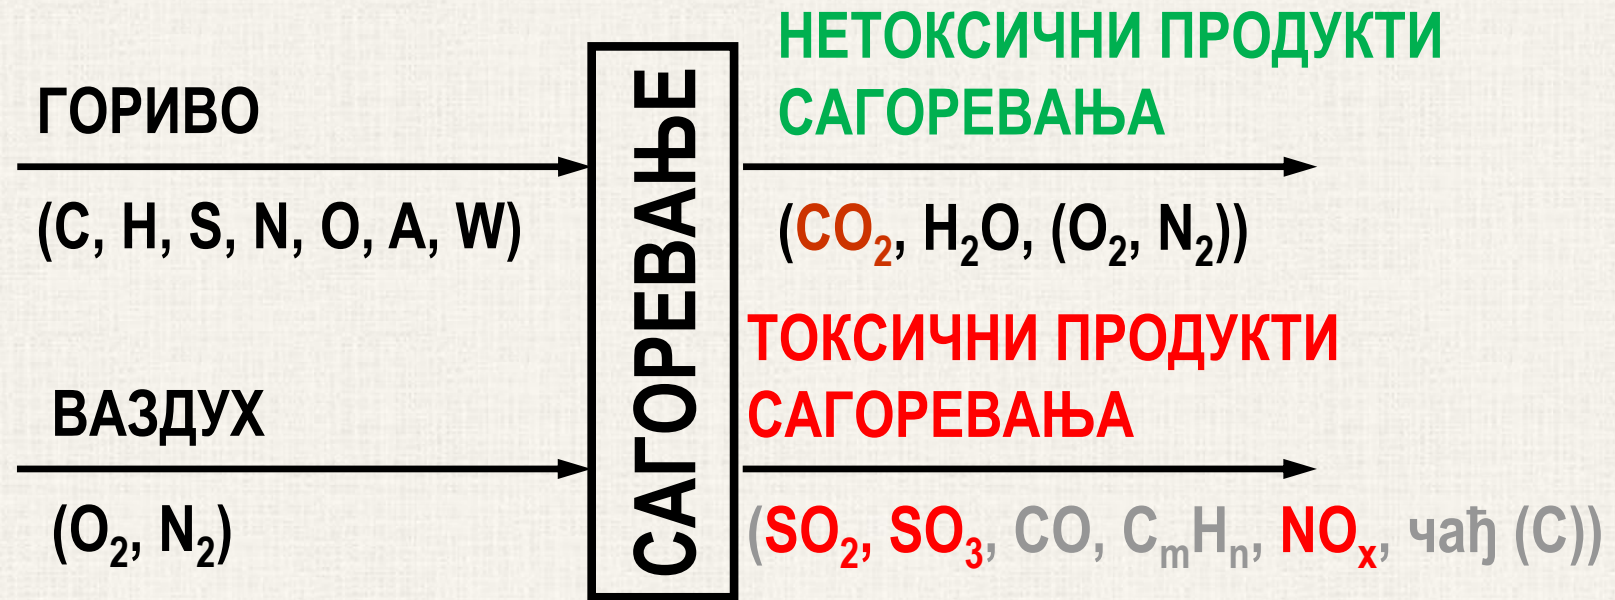 ГОРИВО
(C, H, S, N, O, A, W)
ВАЗДУХ
(O₂, N₂)
САГОРЕВАЊЕ
НЕТОКСИЧНИ ПРОДУКТИ
САГОРЕВАЊА
(CO₂, H₂O, (O₂, N₂))
ТОКСИЧНИ ПРОДУКТИ
САГОРЕВАЊА
(SO₂, SO₃, CO, CₘHₙ, NOₓ, чађ (C))